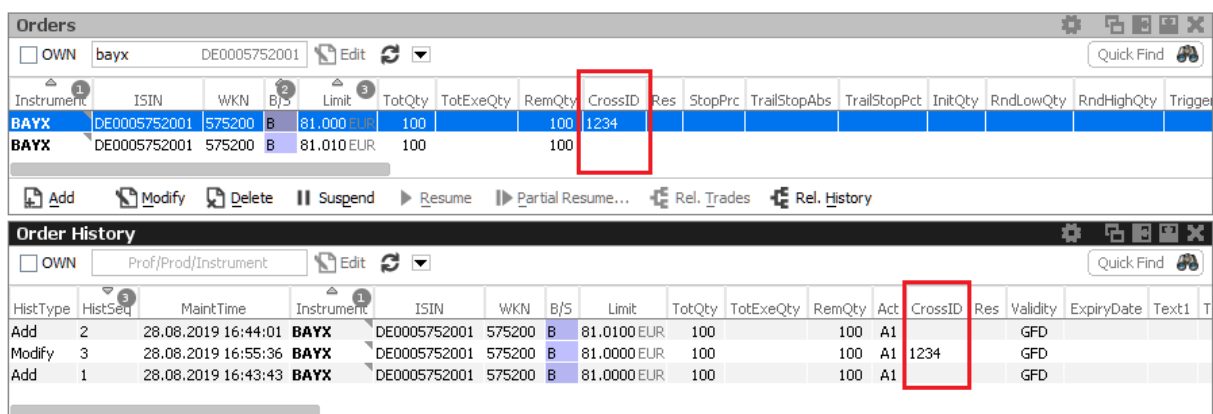 Orders
OWN bayx DE0005752001 Edit Quick Find
Instrument 1 ISIN WKN B/S 2 Limit 3 TotQty TotExeQty RemQty CrossID Res StopPrc TrailStopAbs TrailStopPct InitQty RndLowQty RndHighQty Trigger
BAYX DE0005752001 575200 B 81.000 EUR 100 100 1234
BAYX DE0005752001 575200 B 81.010 EUR 100 100
Add Modify Delete Suspend Resume Partial Resume... Rel. Trades Rel. History
Order History
OWN Prof/Prod/Instrument Edit Quick Find
HistType HistSeq 3 MaintTime Instrument 1 ISIN WKN B/S Limit TotQty TotExeQty RemQty Act CrossID Res Validity ExpiryDate Text1 T
Add 2 28.08.2019 16:44:01 BAYX DE0005752001 575200 B 81.0100 EUR 100 100 A1 GFD
Modify 3 28.08.2019 16:55:36 BAYX DE0005752001 575200 B 81.0000 EUR 100 100 A1 1234 GFD
Add 1 28.08.2019 16:43:43 BAYX DE0005752001 575200 B 81.0000 EUR 100 100 A1 GFD